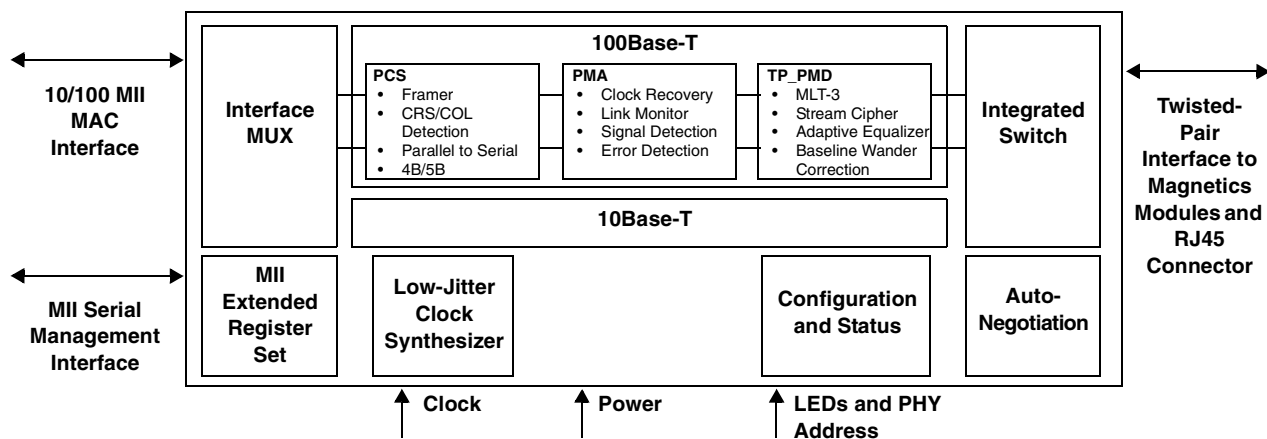 10/100 MII
MAC
Interface
MII Serial
Management
Interface
Interface
MUX
100Base-T
PCS
• Framer
• CRS/COL
Detection
• Parallel to Serial
• 4B/5B
PMA
• Clock Recovery
• Link Monitor
• Signal Detection
• Error Detection
TP_PMD
• MLT-3
• Stream Cipher
• Adaptive Equalizer
• Baseline Wander
Correction
Integrated
Switch
10Base-T
MII
Extended
Register
Set
Low-Jitter
Clock
Synthesizer
Configuration
and Status
Auto-
Negotiation
Twisted-
Pair
Interface to
Magnetics
Modules and
RJ45
Connector
Clock
Power
LEDs and PHY
Address